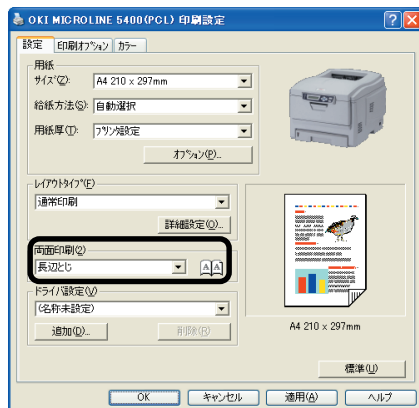 OKI MICROLINE 5400(PCL) 印刷設定
設定 印刷ｵﾌﾟｼｮﾝ ｶﾗｰ
用紙
ｻｲｽﾞ(Z): A4 210 x 297mm
給紙方法(S): 自動選択
用紙厚(T): ﾌﾟﾘﾝﾀ設定
ｵﾌﾟｼｮﾝ(P)...
ﾚｲｱｳﾄﾀｲﾌﾟ(F)
通常印刷
詳細設定(O)...
両面印刷(2)
長辺とじ
A A
ﾄﾞﾗｲﾊﾞ設定(V)
(名称未設定)
追加(D)... 削除(R)
A4 210 x 297mm
標準(U)
OK キャンセル 適用(A) ヘルプ